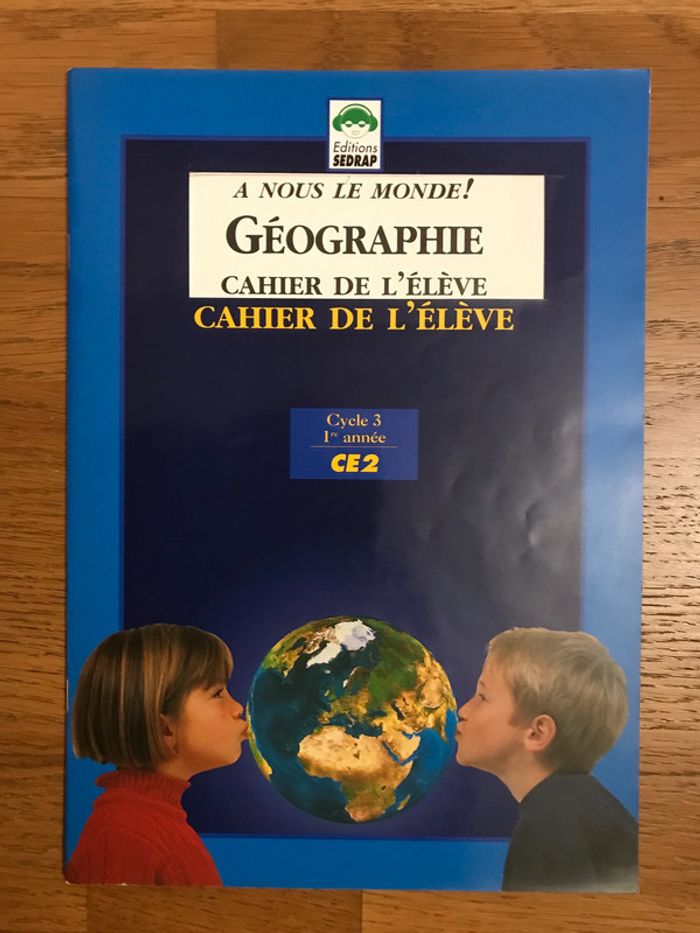 Editions
SEDRAP
A NOUS LE MONDE!
GÉOGRAPHIE
CAHIER DE L'ÉLÈVE
CAHIER DE L'ÉLÈVE
Cycle 3
1re année
CE2